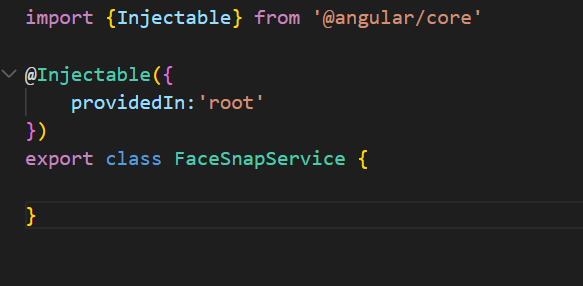 import {Injectable} from '@angular/core'
@Injectable({
providedIn:'root'
})
export class FaceSnapService {
}